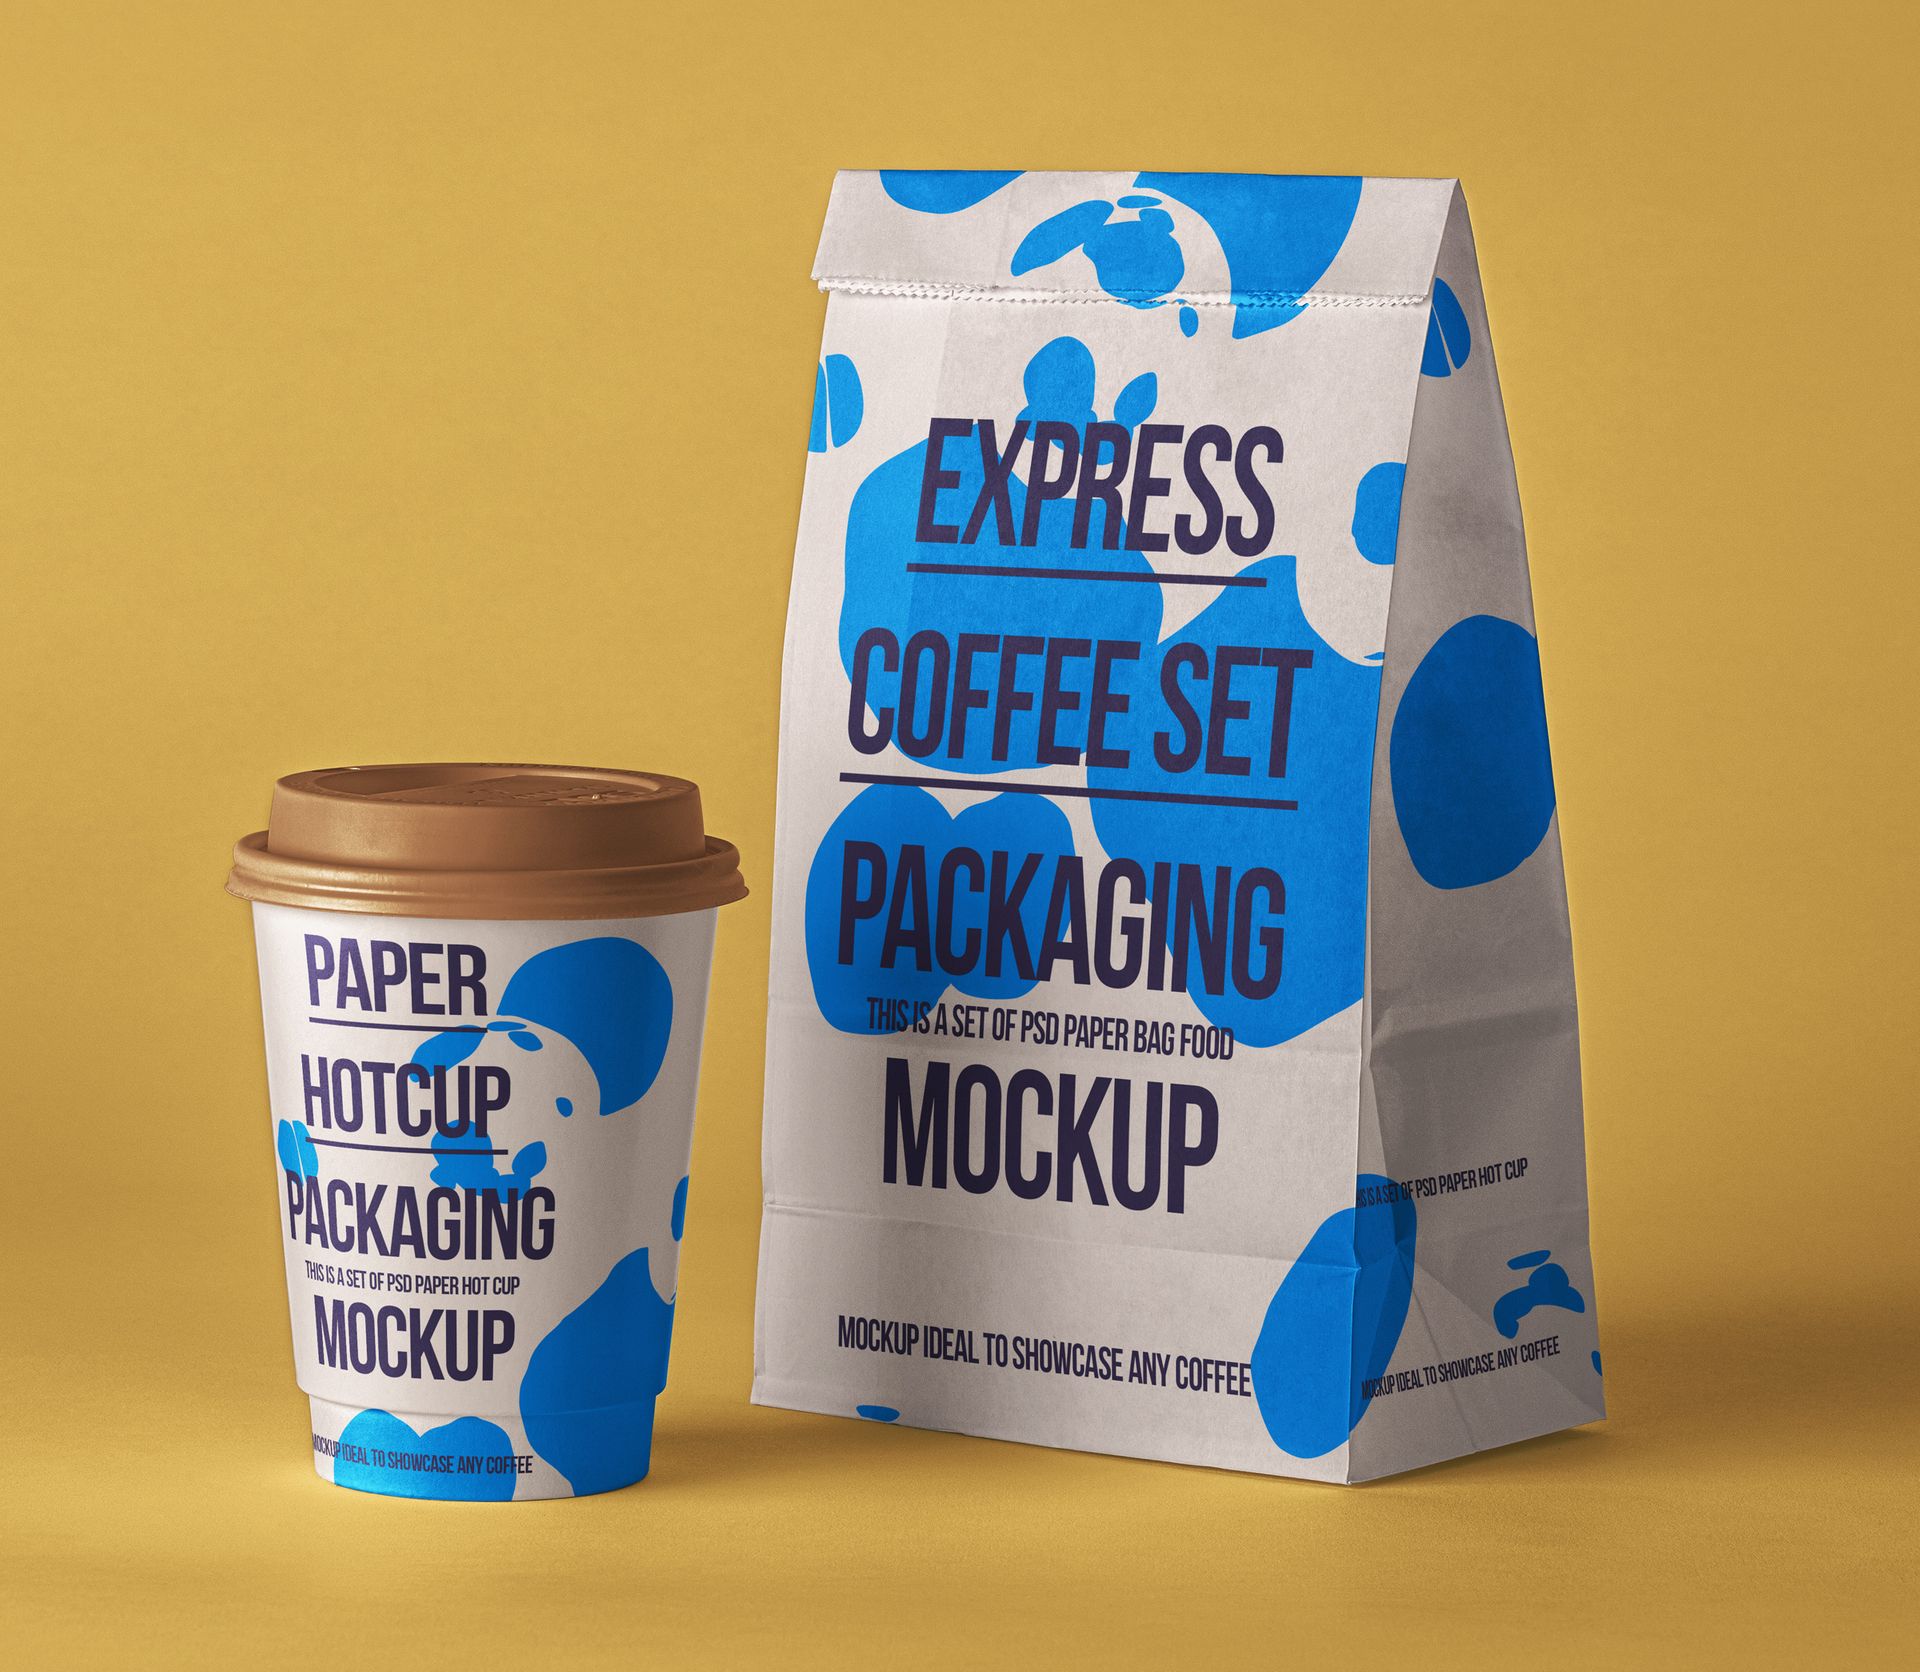 PAPER
HOTCUP
PACKAGING
THIS IS A SET OF PSD PAPER HOT CUP
MOCKUP
MOCKUP IDEAL TO SHOWCASE ANY COFFEE
EXPRESS
COFFEE SET
PACKAGING
THIS IS A SET OF PSD PAPER BAG FOOD
MOCKUP
MOCKUP IDEAL TO SHOWCASE ANY COFFEE
IS A SET OF PSD PAPER HOT CUP
MOCKUP IDEAL TO SHOWCASE ANY COFFEE